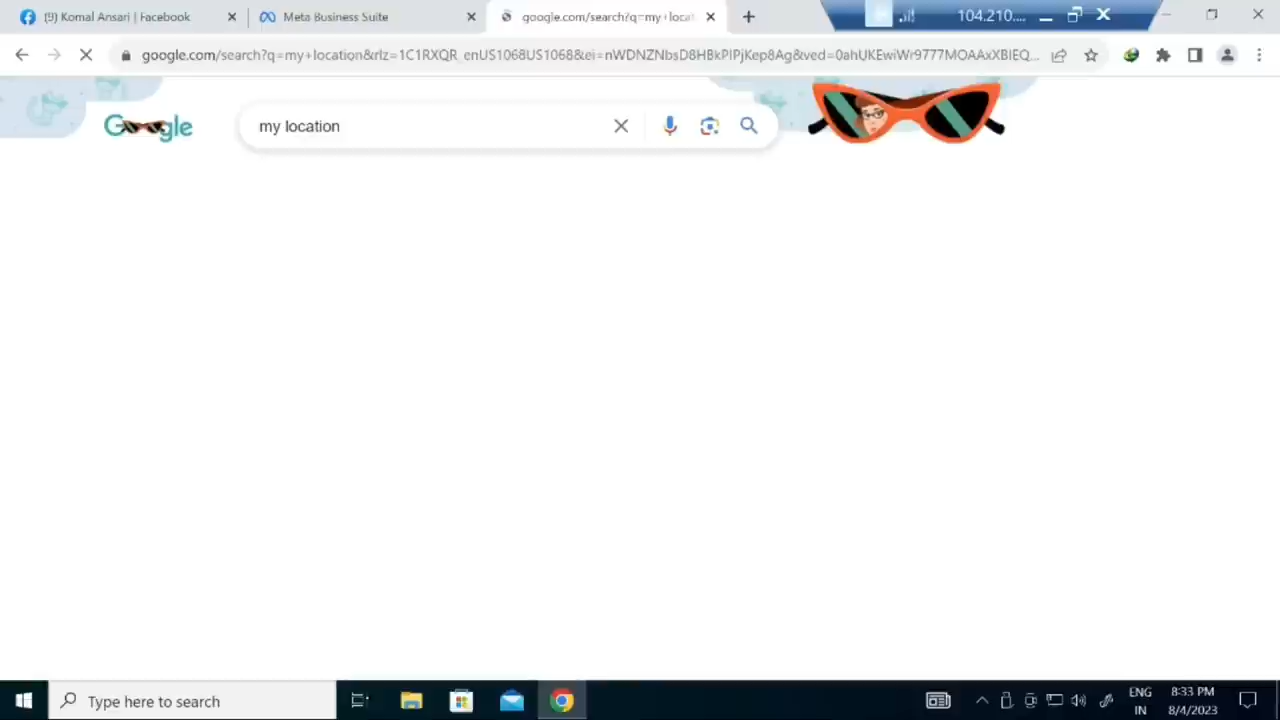 (9) Komal Ansari | Facebook
Meta Business Suite
google.com/search?q=my+locat
104.210....
google.com/search?q=my+location&rlz=1C1RXQR_enUS1068US1068&ei=nWDNZNbsD8HBkPIPjKep8Ag&ved=0ahUKEwiWr9777MOAAxXBIEQ...
Google
my location
Type here to search
ENG
IN
8:33 PM
8/4/2023